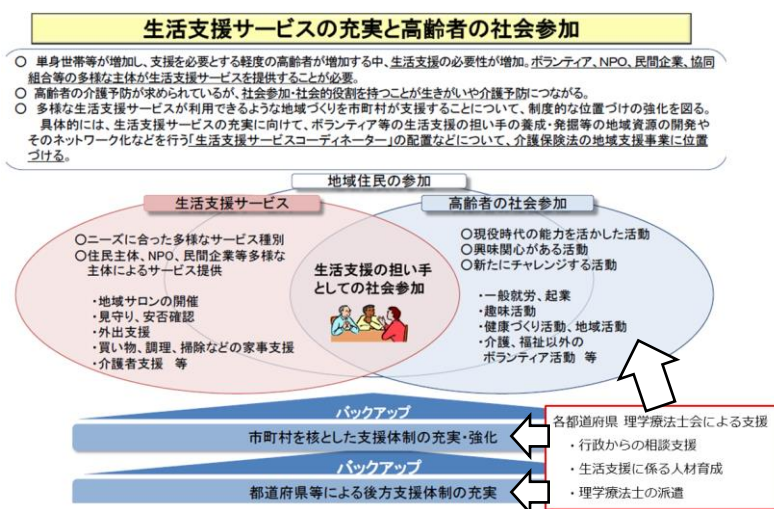 生活支援サービスの充実と高齢者の社会参加
○ 単身世帯等が増加し、支援を必要とする軽度の高齢者が増加する中、生活支援の必要性が増加。ボランティア、NPO、民間企業、協同
組合等の多様な主体が生活支援サービスを提供することが必要。
○ 高齢者の介護予防が求められているが、社会参加・社会的役割を持つことが生きがいや介護予防につながる。
○ 多様な生活支援サービスが利用できるような地域づくりを市町村が支援することについて、制度的な位置づけの強化を図る。
具体的には、生活支援サービスの充実に向けて、ボランティア等の生活支援の担い手の養成・発掘等の地域資源の開発や
そのネットワーク化などを行う「生活支援サービスコーディネーター」の配置などについて、介護保険法の地域支援事業に位置
づける。
地域住民の参加
生活支援サービス
○ニーズに合った多様なサービス種別
○住民主体、NPO、民間企業等多様な
主体によるサービス提供
・地域サロンの開催
・見守り、安否確認
・外出支援
・買い物、調理、掃除などの家事支援
・介護者支援 等
生活支援の担い手
としての社会参加
高齢者の社会参加
○現役時代の能力を活かした活動
○興味関心がある活動
○新たにチャレンジする活動
・一般就労、起業
・趣味活動
・健康づくり活動、地域活動
・介護、福祉以外の
ボランティア活動 等
バックアップ
市町村を核とした支援体制の充実・強化
バックアップ
都道府県等による後方支援体制の充実
各都道府県 理学療法士会による支援
・行政からの相談支援
・生活支援に係る人材育成
・理学療法士の派遣